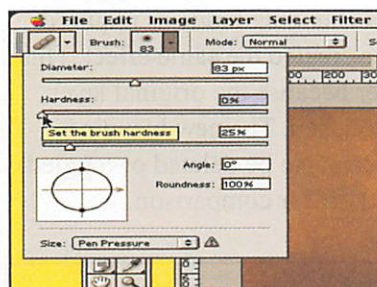 File Edit Image Layer Select Filter
Brush: 83 Mode: Normal S
Diameter: 83 px
Hardness: 0%
Set the brush hardness 25%
Angle: 0°
Roundness: 100%
Size: Pen Pressure
200